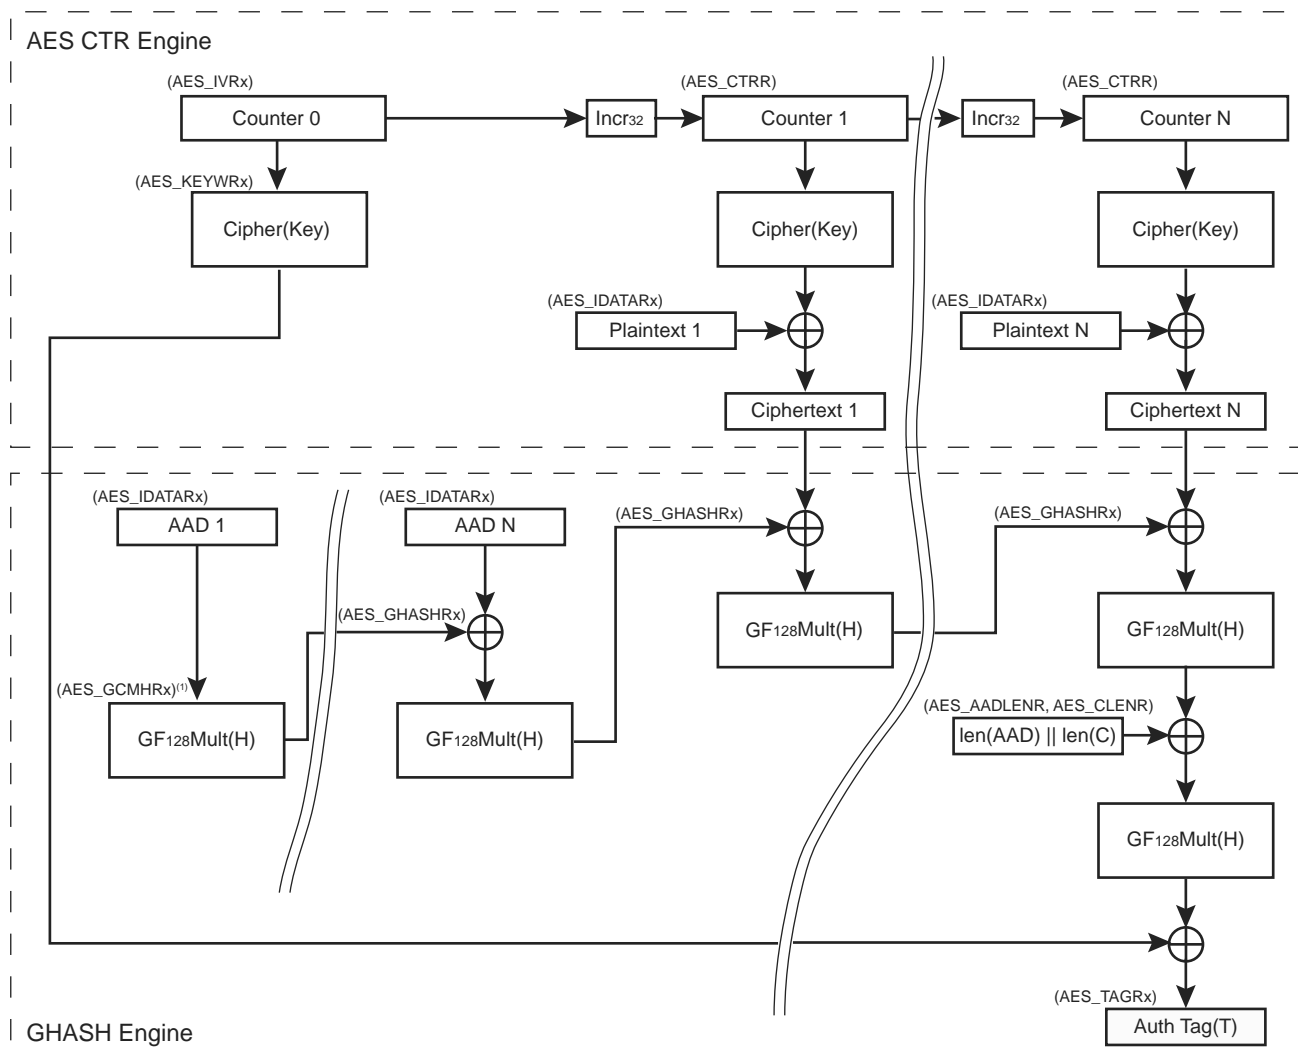 AES CTR Engine
(AES_IVRx)
(AES_CTRR)
(AES_CTRR)
Counter 0
Incr32
Counter 1
Incr32
Counter N
(AES_KEYWRx)
Cipher(Key)
Cipher(Key)
Cipher(Key)
(AES_IDATARx)
(AES_IDATARx)
Plaintext 1
Plaintext N
Ciphertext 1
Ciphertext N
(AES_IDATARx)
(AES_IDATARx)
AAD 1
AAD N
(AES_GHASHRx)
(AES_GHASHRx)
(AES_GHASHRx)
GF128Mult(H)
GF128Mult(H)
(AES_GCMHRx)(1)
GF128Mult(H)
GF128Mult(H)
(AES_AADLENR, AES_CLENR)
len(AAD) || len(C)
GF128Mult(H)
(AES_TAGRx)
Auth Tag(T)
GHASH Engine